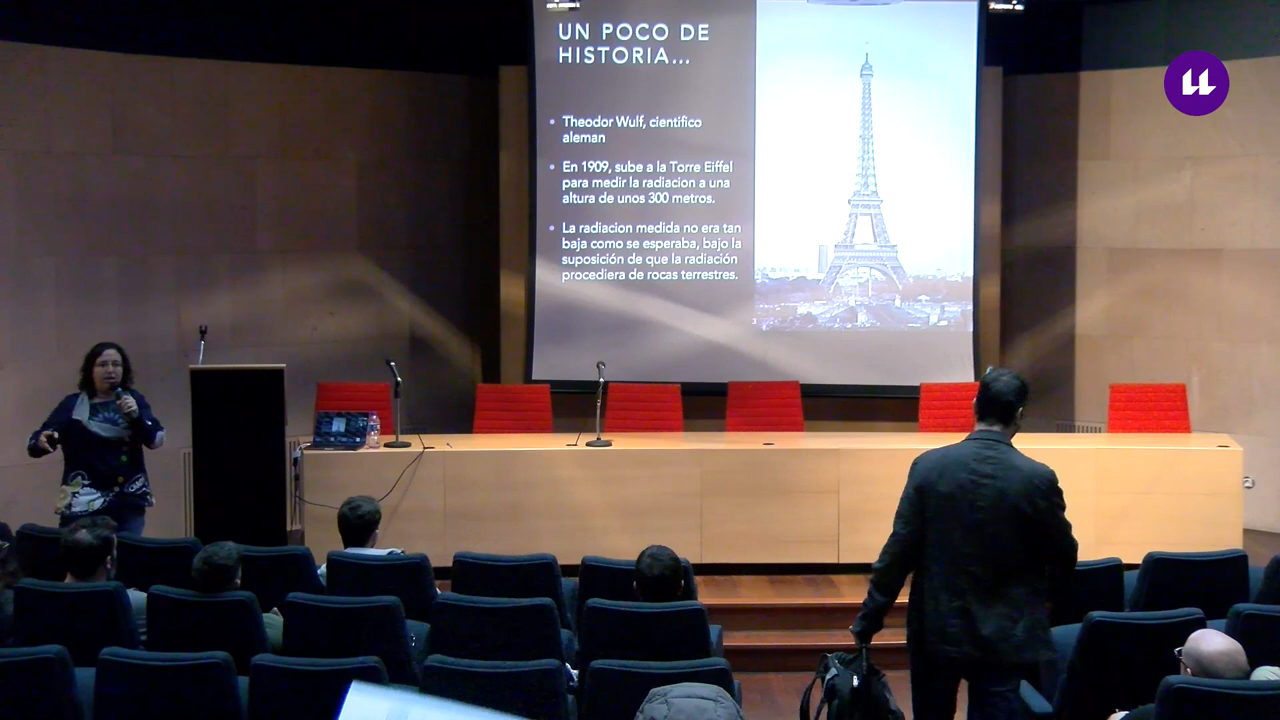 UN POCO DE
HISTORIA...
Theodor Wulf, científico
aleman
En 1909, sube a la Torre Eiffel
para medir la radiacion a una
altura de unos 300 metros.
La radiacion medida no era tan
baja como se esperaba, bajo la
suposición de que la radiación
procediera de rocas terrestres.